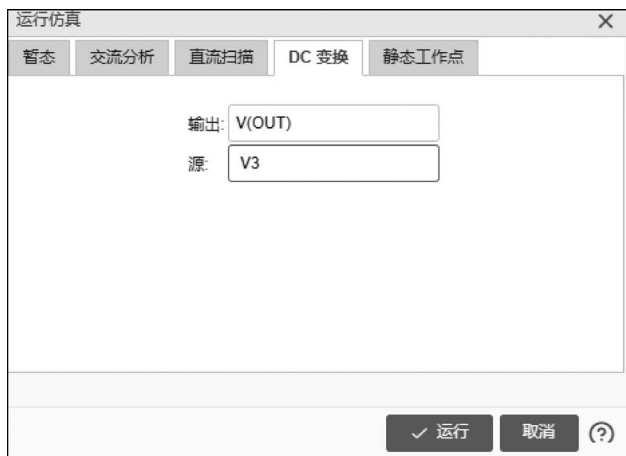 运行仿真
暂态 交流分析 直流扫描 DC 变换 静态工作点
输出: V(OUT)
源: V3
运行 取消